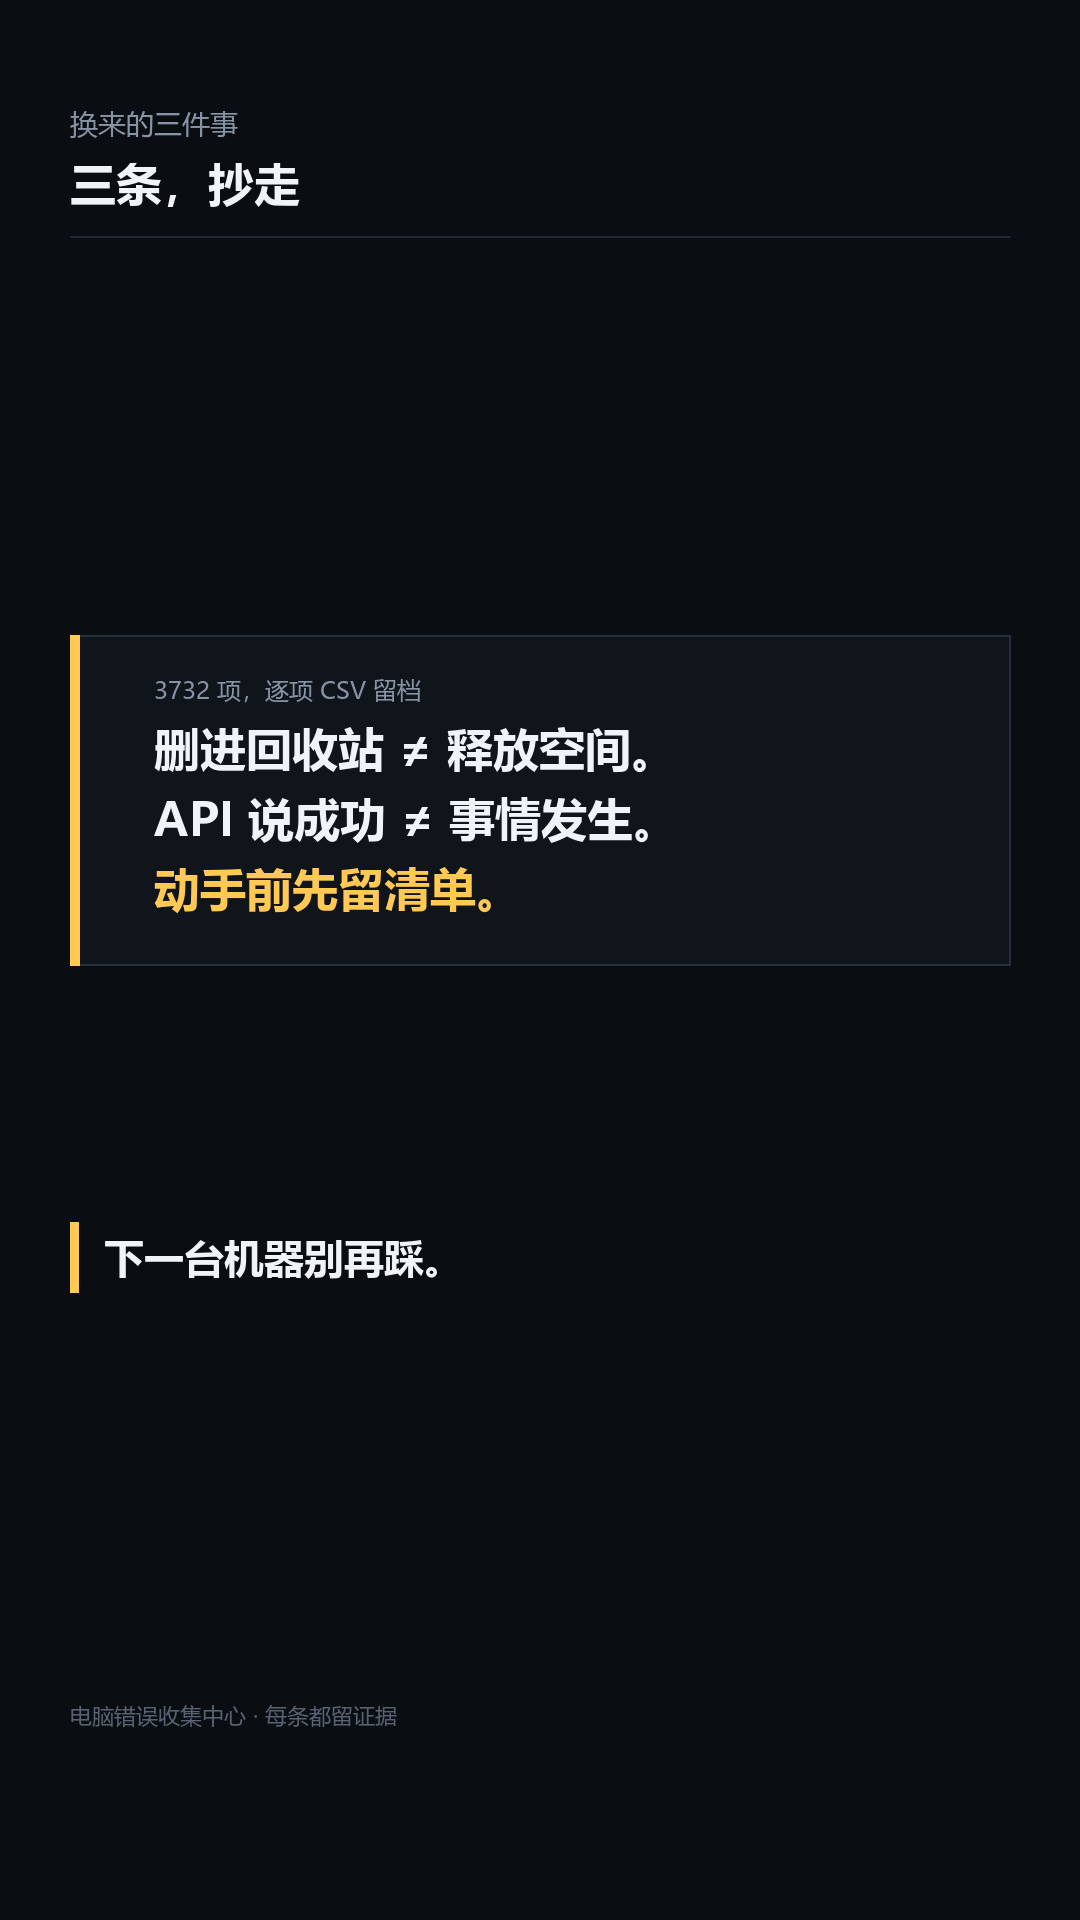 换来的三件事
三条，抄走
3732 项，逐项 CSV 留档
删进回收站 ≠ 释放空间。
API 说成功 ≠ 事情发生。
动手前先留清单。
下一台机器别再踩。
电脑错误收集中心 · 每条都留证据